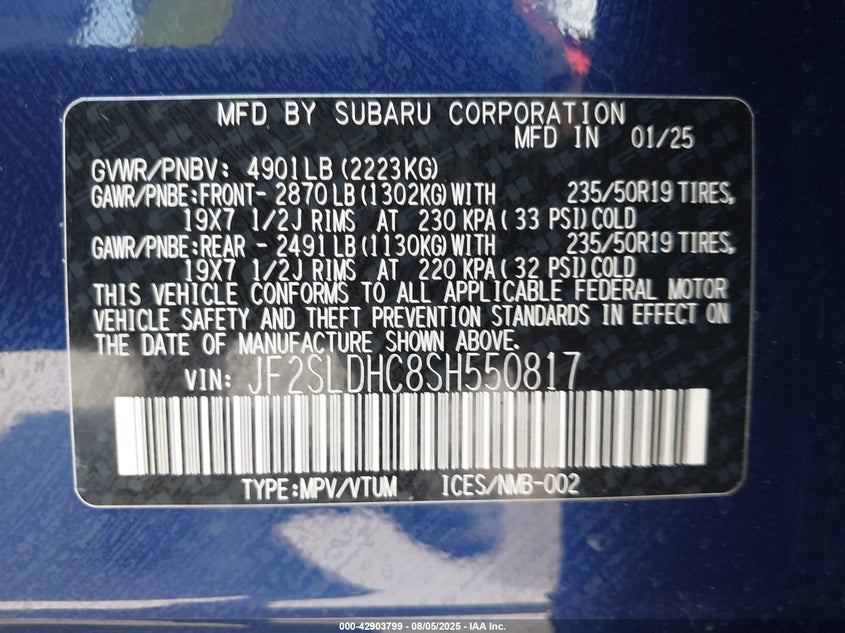 MFD BY SUBARU CORPORATION
MFD IN 01/25
GVWR/PNBV: 4901LB (2223KG)
GAWR/PNBE:FRONT- 2870 LB (1302KG) WITH 235/50R19 TIRES,
19X7 1/2J RIMS AT 230 KPA ( 33 PSI) COLD
GAWR/PNBE:REAR - 2491 LB (1130KG) WITH 235/50R19 TIRES,
19X7 1/2J RIMS AT 220 KPA ( 32 PSI) COLD
THIS VEHICLE CONFORMS TO ALL APPLICABLE FEDERAL MOTOR
VEHICLE SAFETY AND THEFT PREVENTION STANDARDS IN EFFECT ON
THE DATE OF MANUFACTURE SHOWN ABOVE.
VIN: JF2SLDHC8SH550817
TYPE:MPV/VTUM ICES/NMB-002
000-42903799 - 08/05/2025 - IAA Inc.